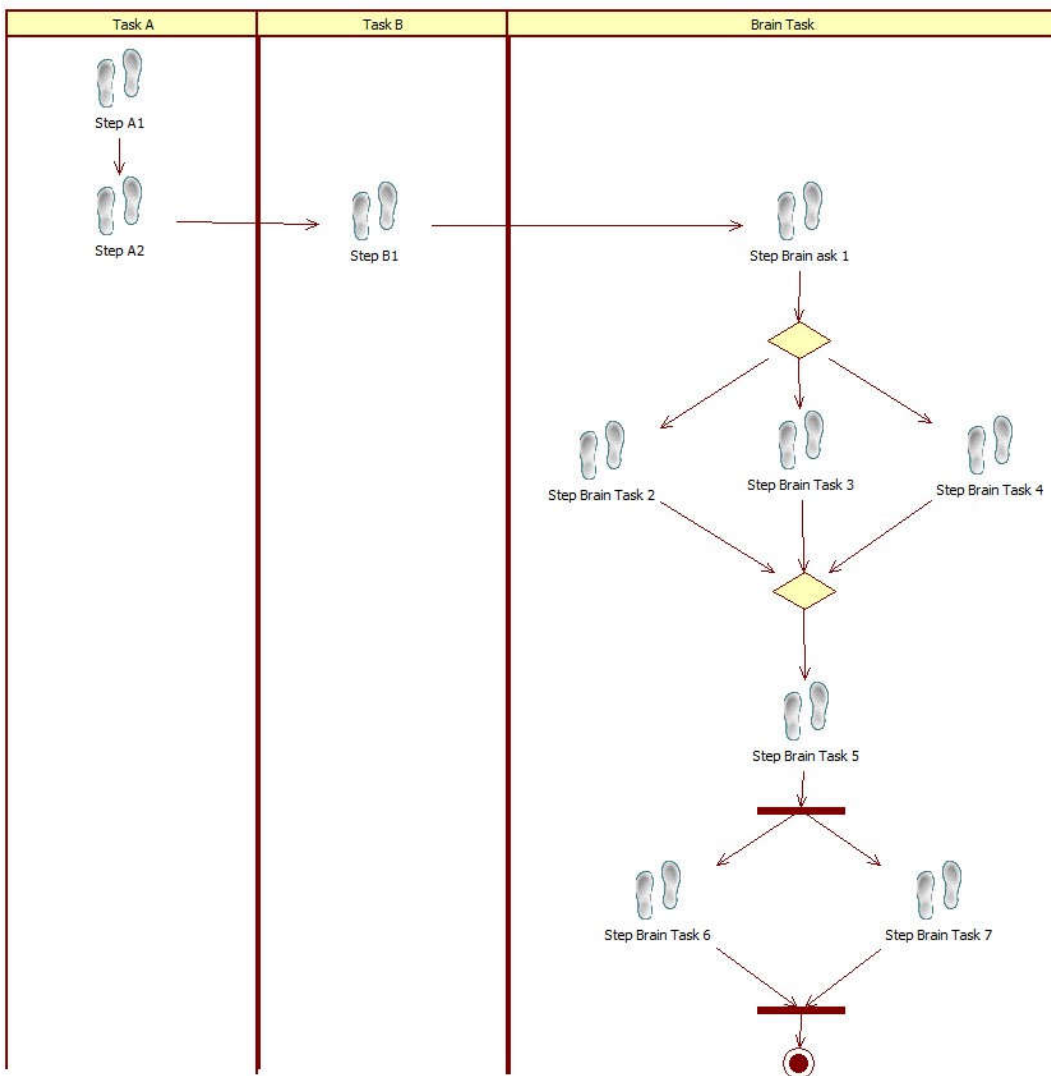 Task A
Task B
Brain Task
Step A1
Step A2
Step B1
Step Brain ask 1
Step Brain Task 2
Step Brain Task 3
Step Brain Task 4
Step Brain Task 5
Step Brain Task 6
Step Brain Task 7